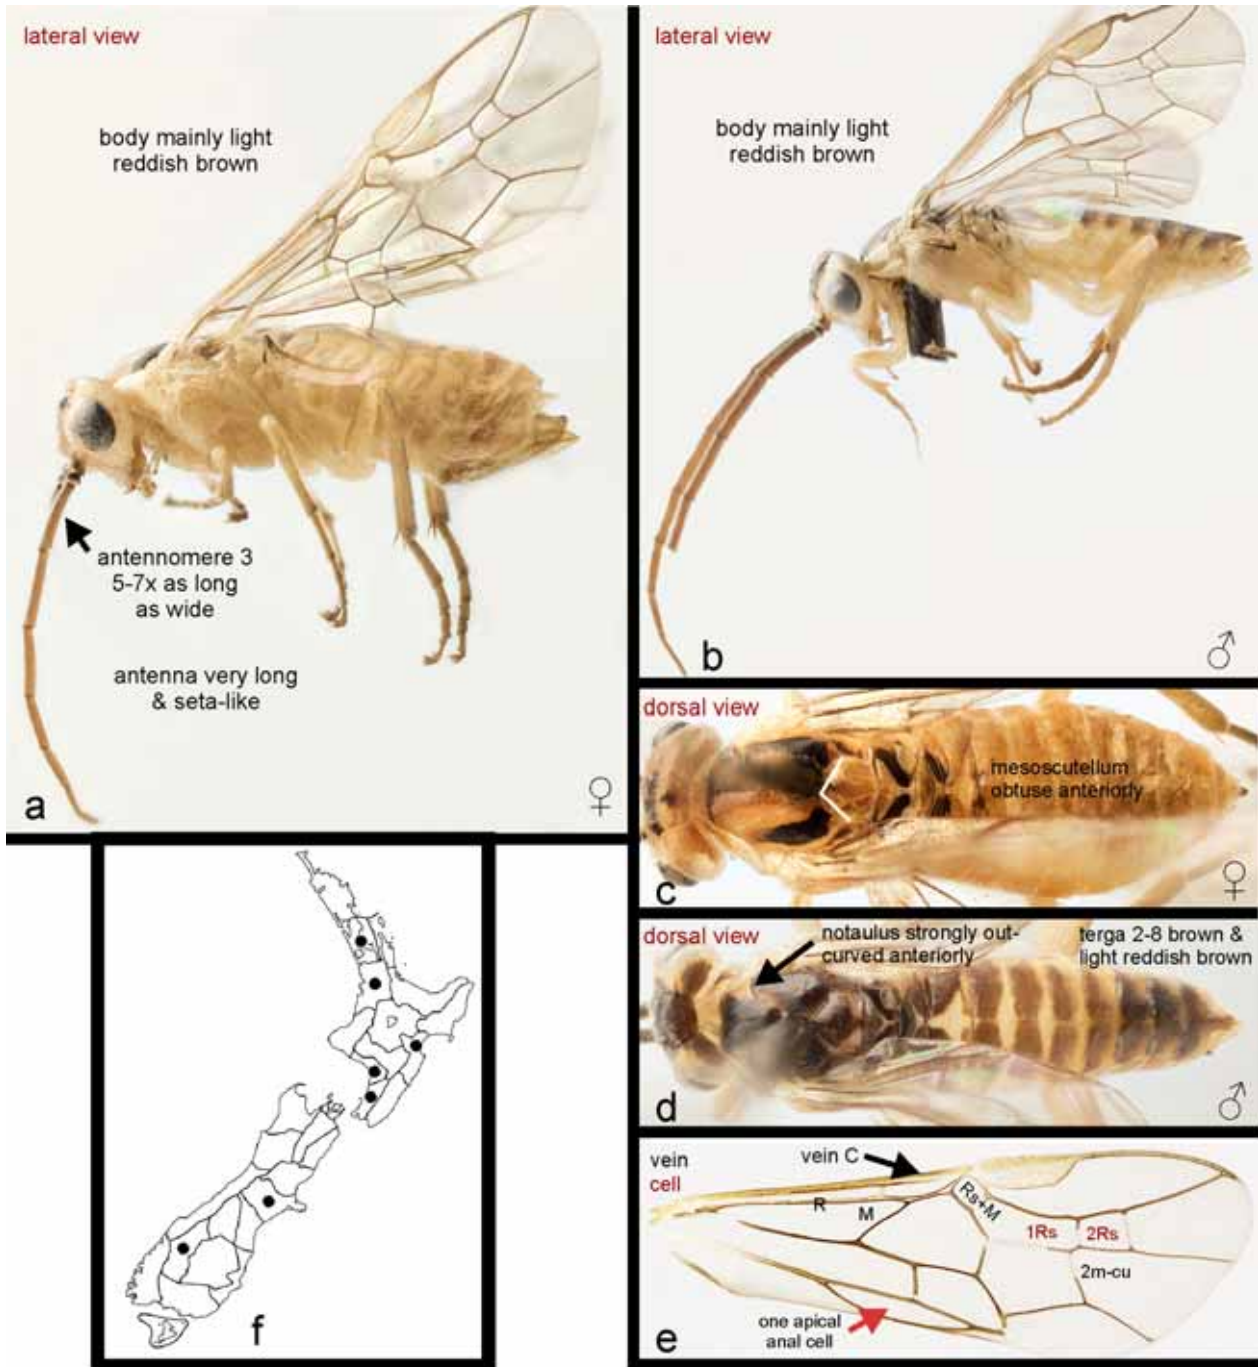 lateral view
body mainly light
reddish brown
antennomere 3
5-7x as long
as wide
antenna very long
& seta-like
a
♀
lateral view
body mainly light
reddish brown
b
♂
dorsal view
mesoscutellum
obtuse anteriorly
c
♀
dorsal view
notaulus strongly out-
curved anteriorly
terga 2-8 brown &
light reddish brown
d
♂
vein
cell
vein C
R
M
Rs+M
1Rs
2Rs
2m-cu
one apical
anal cell
e
f